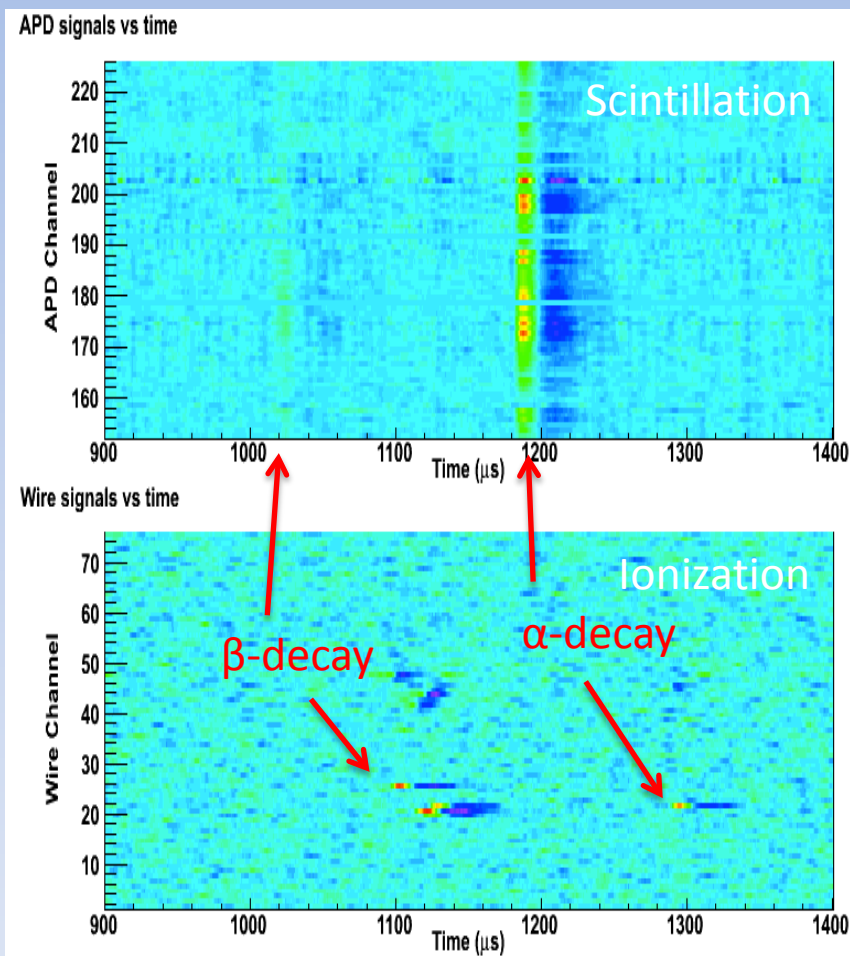 APD signals vs time
Scintillation
APD Channel
220
210
200
190
180
170
160
900 1000 1100 1200 1300 1400
Time (μs)
Wire signals vs time
Ionization
β-decay
α-decay
Wire Channel
70
60
50
40
30
20
10
900 1000 1100 1200 1300 1400
Time (μs)